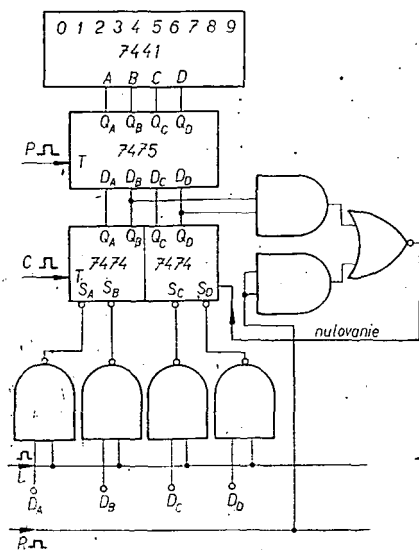 0 1 2 3 4 5 6 7 8 9
7441
A B C D
Q_A Q_B Q_C Q_D
P T 7475
D_A D_B D_C D_D
Q_A Q_B Q_C Q_D
C T 7474 7474
S_A S_B S_C S_D
nulovanie
L
D_A D_B D_C D_D
R